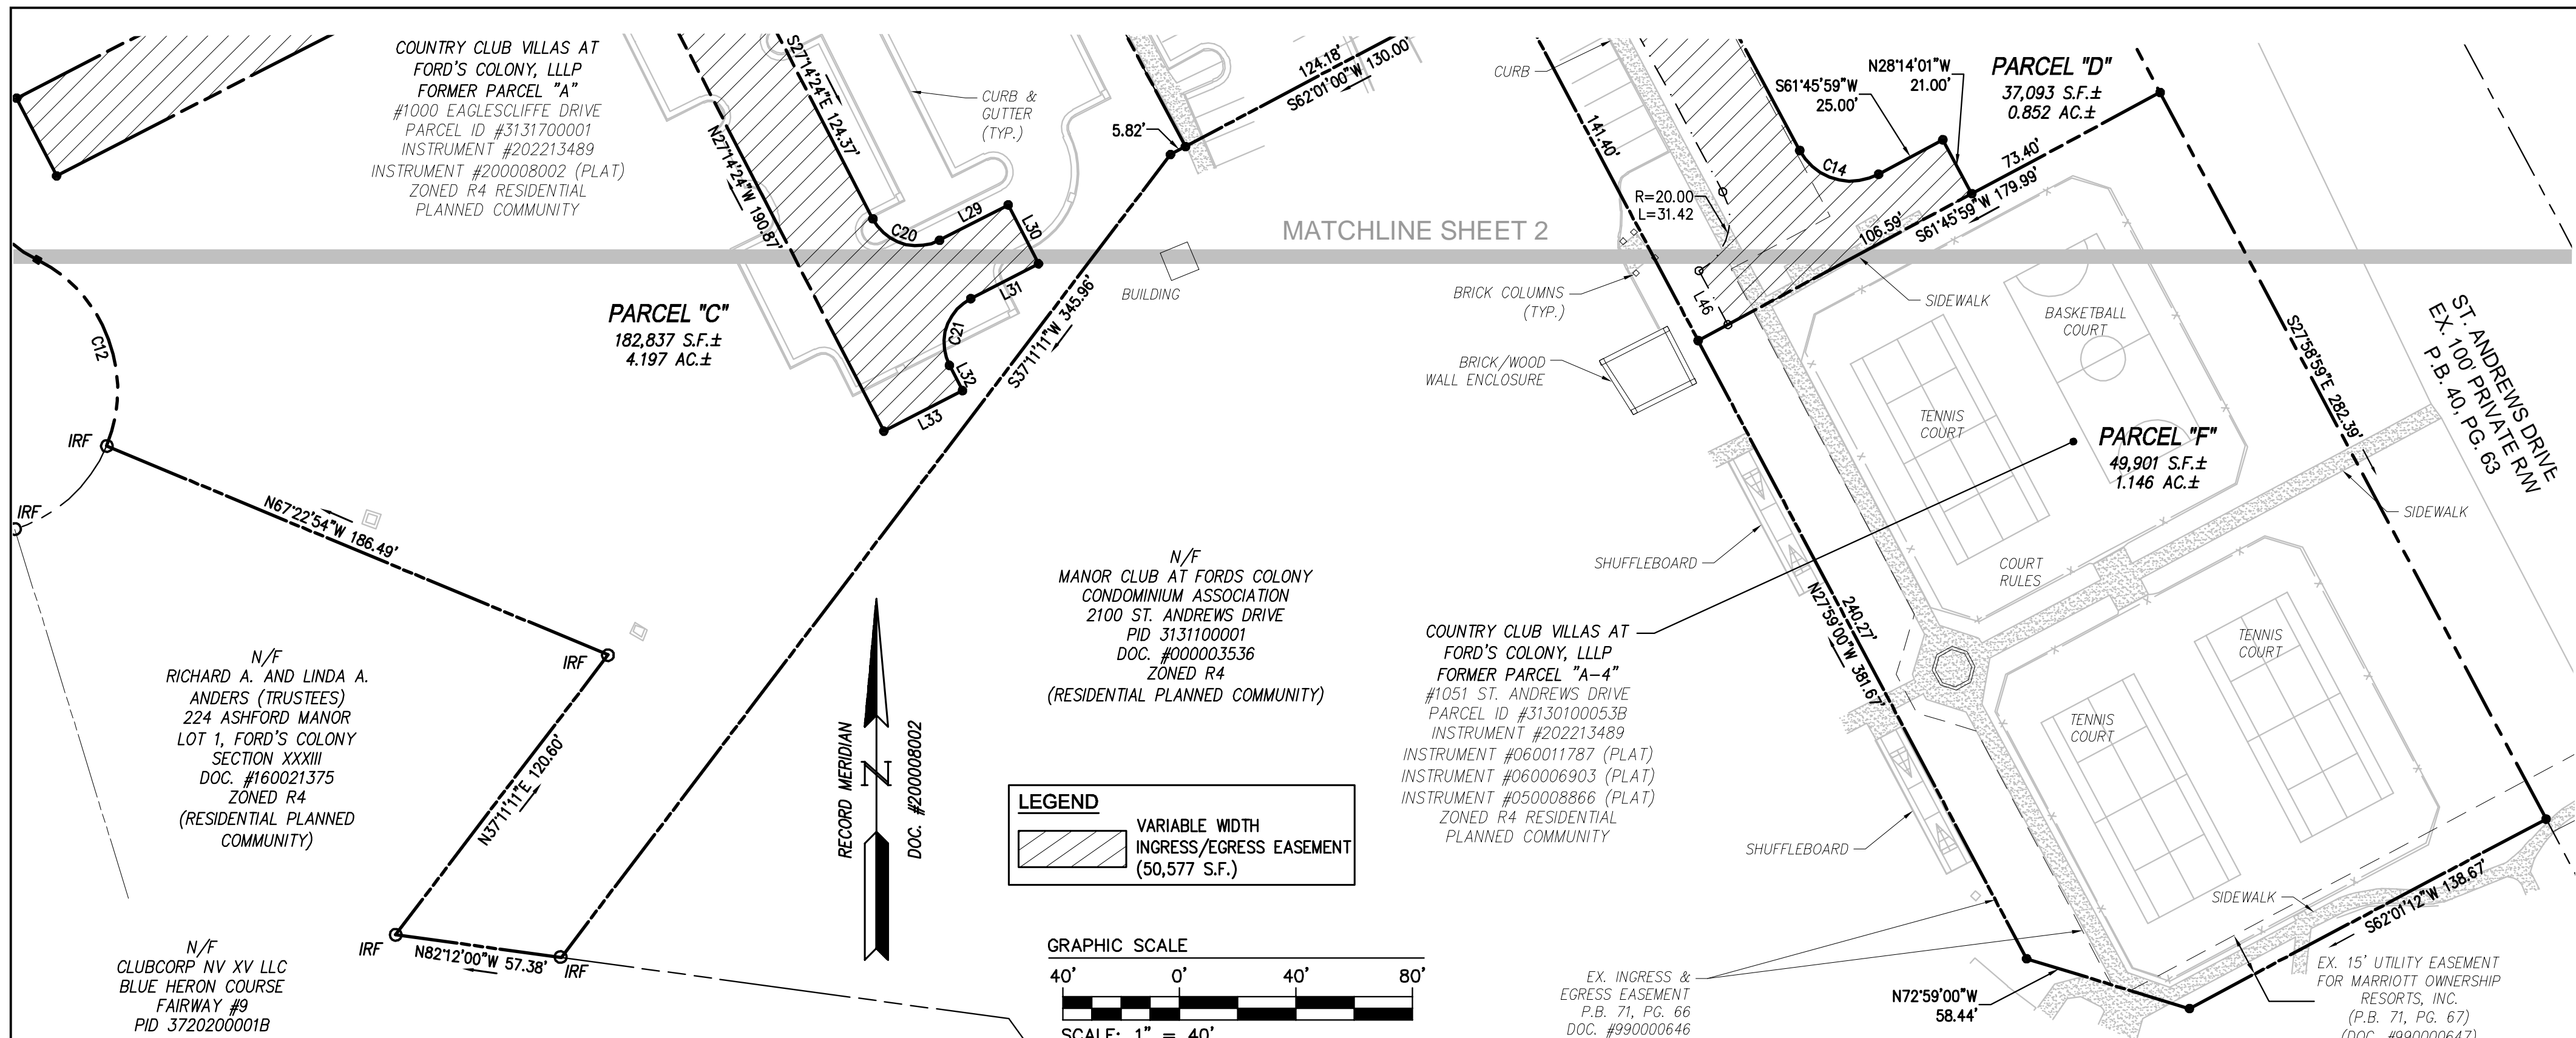 COUNTRY CLUB VILLAS AT
FORD'S COLONY, LLLP
FORMER PARCEL "A"
#1000 EAGLESCLIFFE DRIVE
PARCEL ID #3131700001
INSTRUMENT #202213489
INSTRUMENT #200008002 (PLAT)
ZONED R4 RESIDENTIAL
PLANNED COMMUNITY
S27°14'24"E 124.37'
N27°14'24"W 190.87'
CURB &
GUTTER
(TYP.)
5.82'
124.18'
S62°01'00"W 130.00'
C20
L29
L30
L31
C21
L32
L33
CURB
141.40'
S61°45'59"W
25.00'
N28°14'01"W
21.00'
PARCEL "D"
37,093 S.F.±
0.852 AC.±
C14
73.40'
106.59'
S61°45'59"W 179.99'
R=20.00
L=31.42
L46
MATCHLINE SHEET 2
C12
IRF
IRF
PARCEL "C"
182,837 S.F.±
4.197 AC.±
S37°11'11"W 345.96'
BUILDING
BRICK COLUMNS
(TYP.)
BRICK/WOOD
WALL ENCLOSURE
SIDEWALK
BASKETBALL
COURT
TENNIS
COURT
S27°58'59"E 282.39'
ST. ANDREWS DRIVE
EX. 100' PRIVATE R/W
P.B. 40, PG. 63
PARCEL "F"
49,901 S.F.±
1.146 AC.±
SIDEWALK
N67°22'54"W 186.49'
IRF
N/F
RICHARD A. AND LINDA A.
ANDERS (TRUSTEES)
224 ASHFORD MANOR
LOT 1, FORD'S COLONY
SECTION XXXIII
DOC. #160021375
ZONED R4
(RESIDENTIAL PLANNED
COMMUNITY)
N37°11'11"E 120.60'
IRF
N82°12'00"W 57.38'
IRF
N/F
CLUBCORP NV XV LLC
BLUE HERON COURSE
FAIRWAY #9
PID 3720200001B
RECORD MERIDIAN
N
DOC. #200008002
N/F
MANOR CLUB AT FORDS COLONY
CONDOMINIUM ASSOCIATION
2100 ST. ANDREWS DRIVE
PID 3131100001
DOC. #000003536
ZONED R4
(RESIDENTIAL PLANNED COMMUNITY)
LEGEND
VARIABLE WIDTH
INGRESS/EGRESS EASEMENT
(50,577 S.F.)
GRAPHIC SCALE
40' 0' 40' 80'
SCALE: 1" = 40'
SHUFFLEBOARD
COURT
RULES
240.27'
N27°59'00"W 381.67'
COUNTRY CLUB VILLAS AT
FORD'S COLONY, LLLP
FORMER PARCEL "A-4"
#1051 ST. ANDREWS DRIVE
PARCEL ID #3130100053B
INSTRUMENT #202213489
INSTRUMENT #060011787 (PLAT)
INSTRUMENT #060006903 (PLAT)
INSTRUMENT #050008866 (PLAT)
ZONED R4 RESIDENTIAL
PLANNED COMMUNITY
TENNIS
COURT
TENNIS
COURT
SHUFFLEBOARD
SIDEWALK
S62°01'12"W 138.67'
EX. INGRESS &
EGRESS EASEMENT
P.B. 71, PG. 66
DOC. #990000646
N72°59'00"W
58.44'
EX. 15' UTILITY EASEMENT
FOR MARRIOTT OWNERSHIP
RESORTS, INC.
(P.B. 71, PG. 67)
(DOC. #990000647)